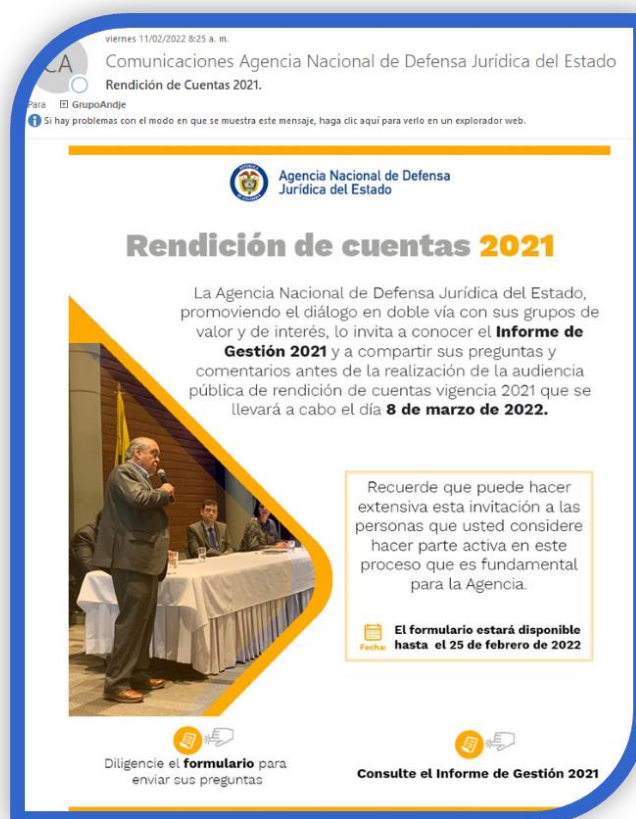 viernes 11/02/2022 8:25 a. m.
CA
Comunicaciones Agencia Nacional de Defensa Jurídica del Estado
Rendición de Cuentas 2021.
Para GrupoAndje
Si hay problemas con el modo en que se muestra este mensaje, haga clic aquí para verlo en un explorador web.
Agencia Nacional de Defensa
Jurídica del Estado
Rendición de cuentas 2021
La Agencia Nacional de Defensa Jurídica del Estado,
promoviendo el diálogo en doble vía con sus grupos de
valor y de interés, lo invita a conocer el Informe de
Gestión 2021 y a compartir sus preguntas y
comentarios antes de la realización de la audiencia
pública de rendición de cuentas vigencia 2021 que se
llevará a cabo el día 8 de marzo de 2022.
Recuerde que puede hacer
extensiva esta invitación a las
personas que usted considere
hacer parte activa en este
proceso que es fundamental
para la Agencia.
Fecha:
El formulario estará disponible
hasta el 25 de febrero de 2022
Diligencie el formulario para
enviar sus preguntas
Consulte el Informe de Gestión 2021